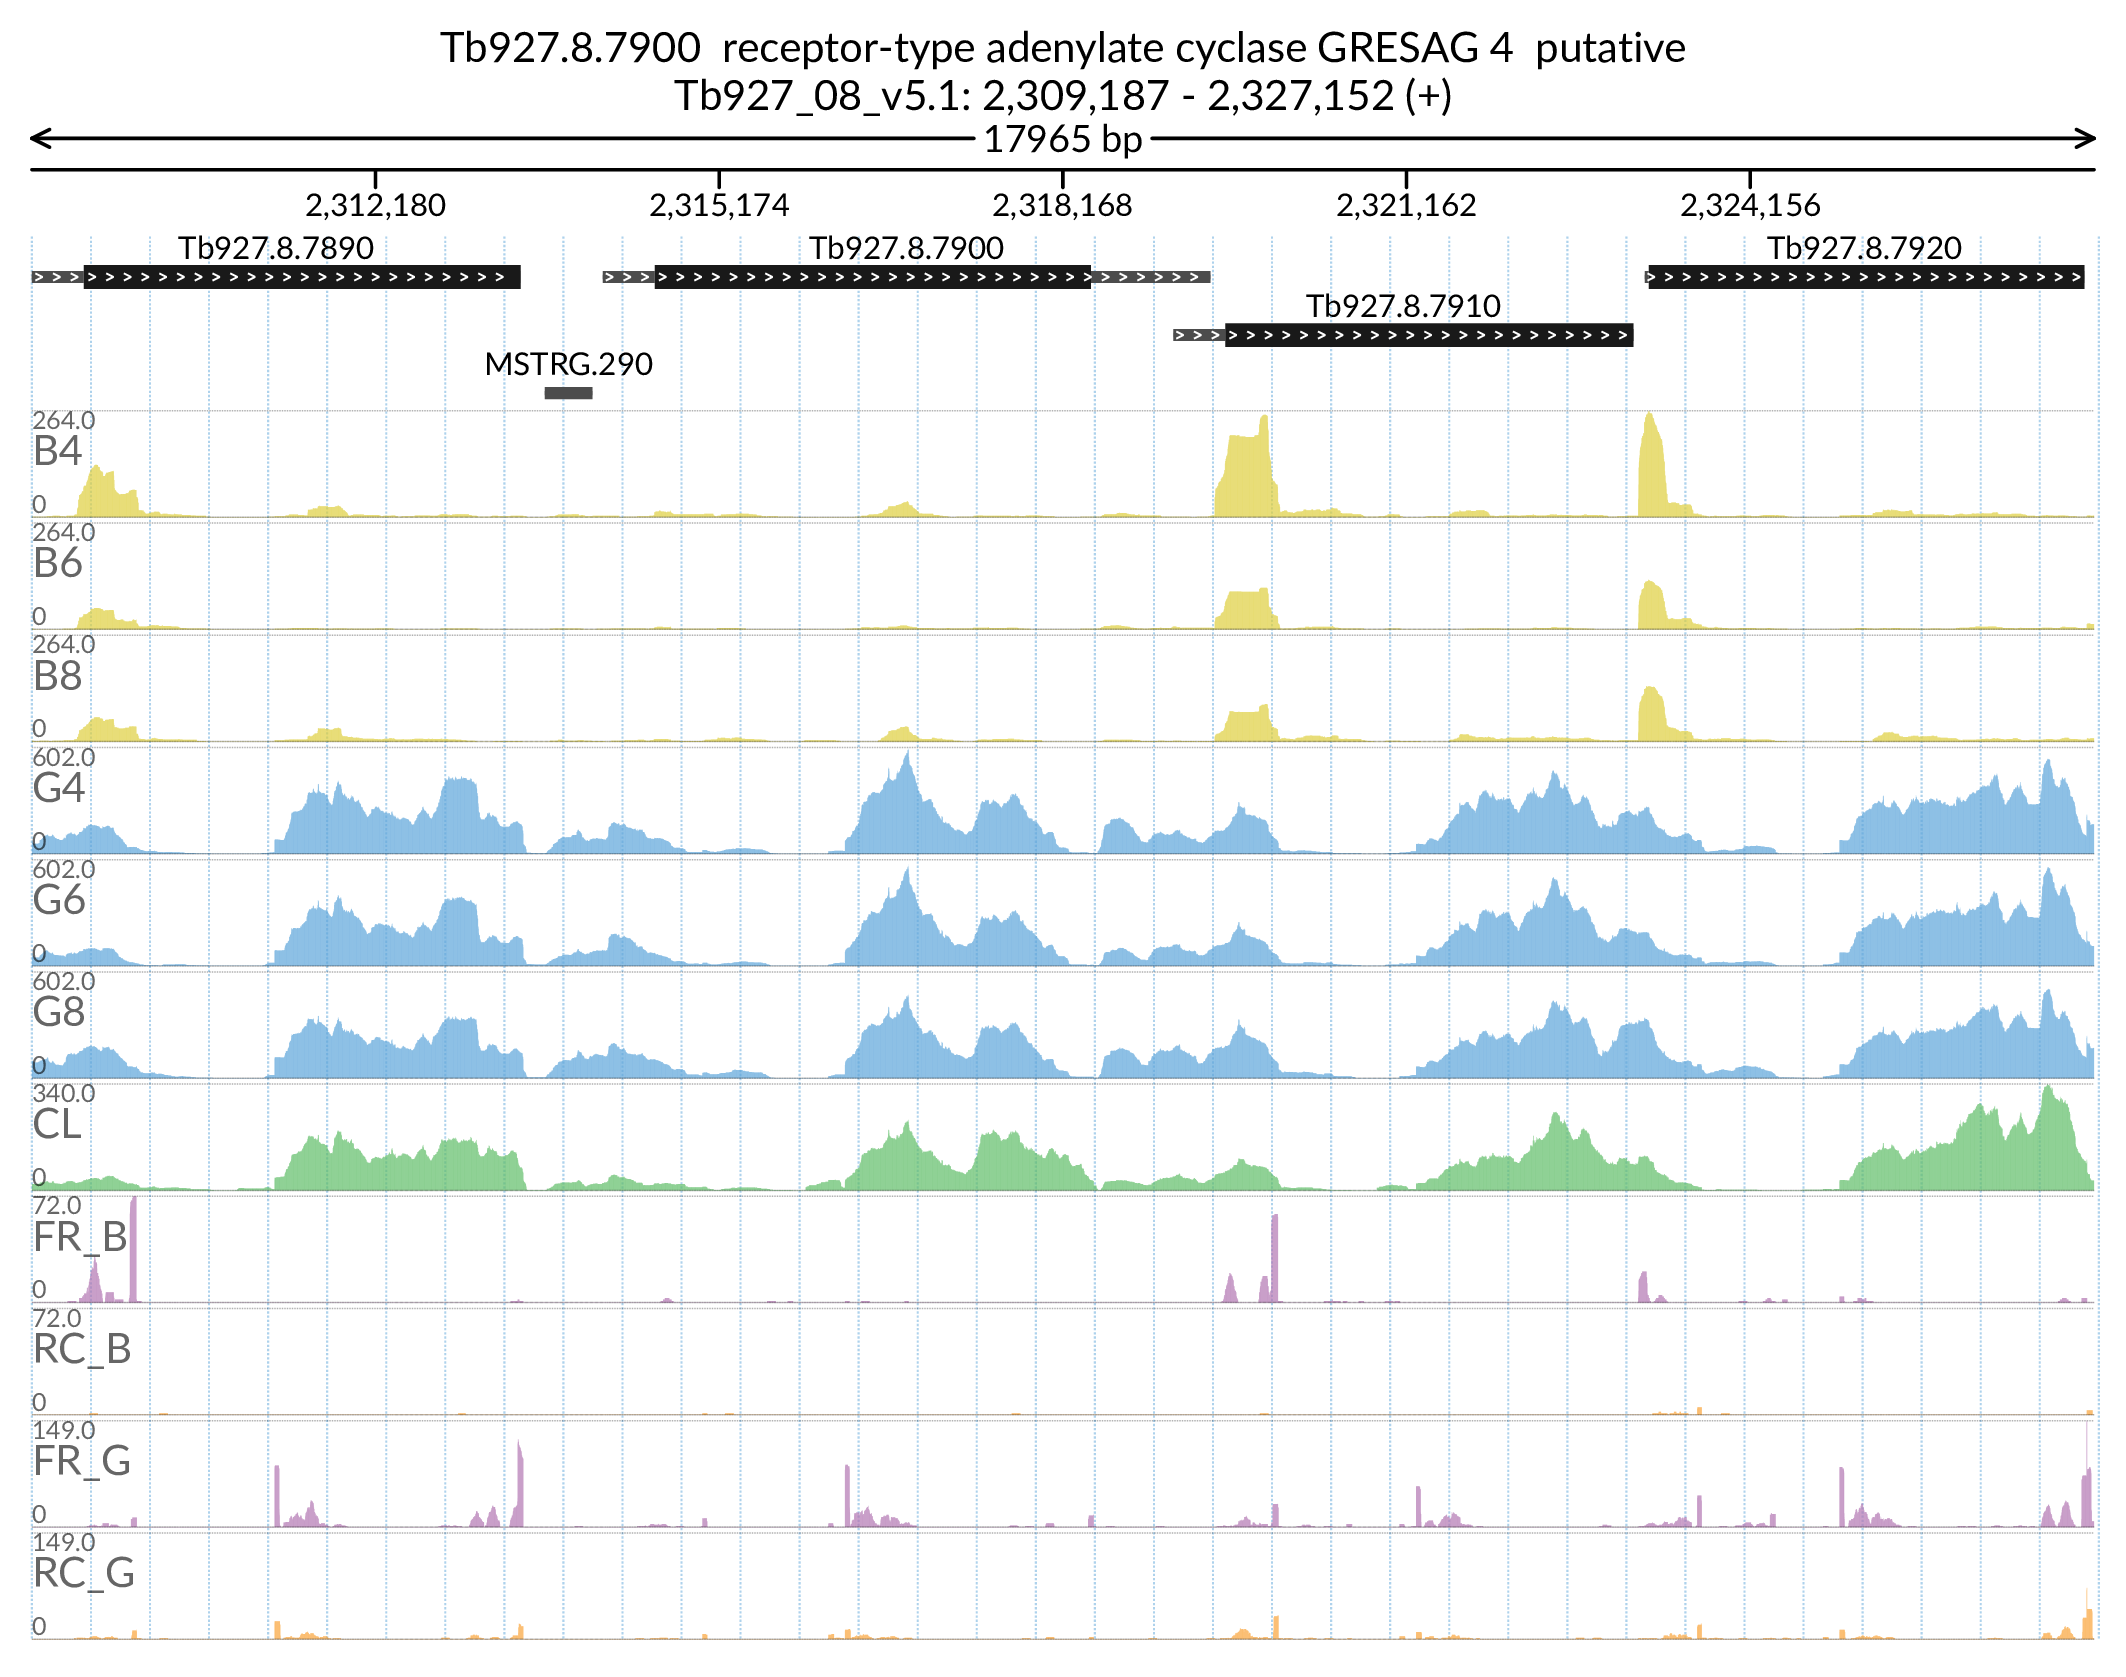 Tb927.8.7900  receptor-type adenylate cyclase GRESAG 4  putative
Tb927_08_v5.1: 2,309,187 - 2,327,152 (+)
17965 bp
2,312,180 2,315,174 2,318,168 2,321,162 2,324,156
Tb927.8.7890 Tb927.8.7900 Tb927.8.7920
Tb927.8.7910
MSTRG.290
264.0
B4
0
264.0
B6
0
264.0
B8
0
602.0
G4
0
602.0
G6
0
602.0
G8
0
340.0
CL
0
72.0
FR_B
0
72.0
RC_B
0
149.0
FR_G
0
149.0
RC_G
0